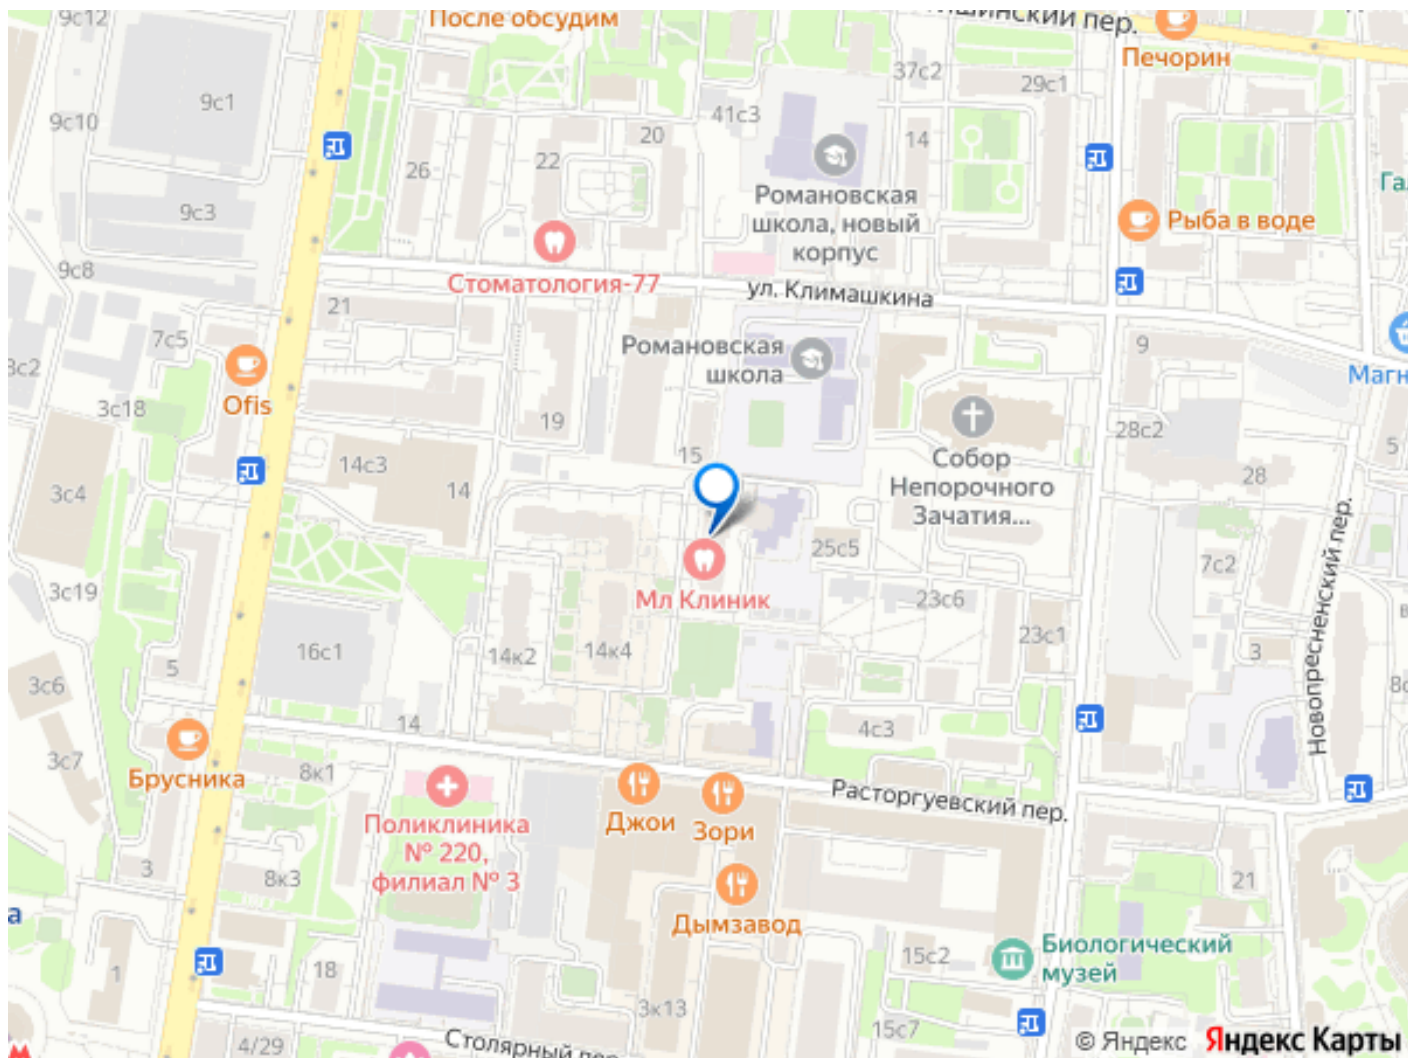 9с12
После обсудим
Печорин
37с2
29с1
9с1
41с3
9с10
20
14
22
26
Романовская
школа, новый
корпус
9с3
Рыба в воде
9с8
Стоматология-77
ул. Климашкина
21
7с5
Романовская
школа
9
Магн
3с18
Ofis
19
28с2
5
15
14с3
14
Собор
Непорочного
Зачатия...
28
3с4
25с5
7с2
3с19
Мл Клиник
23с6
23с1
Новопресненский пер.
16с1
14к2
14к4
3
5
3с6
14
4с3
3с7
Брусника
8к1
Поликлиника
№ 220,
филиал № 3
Джои
Зори
Расторгуевский пер.
3
8к3
Дымзавод
21
1
18
15с2
Биологический
музей
3к13
15с7
4/29
© Яндекс Яндекс Карты